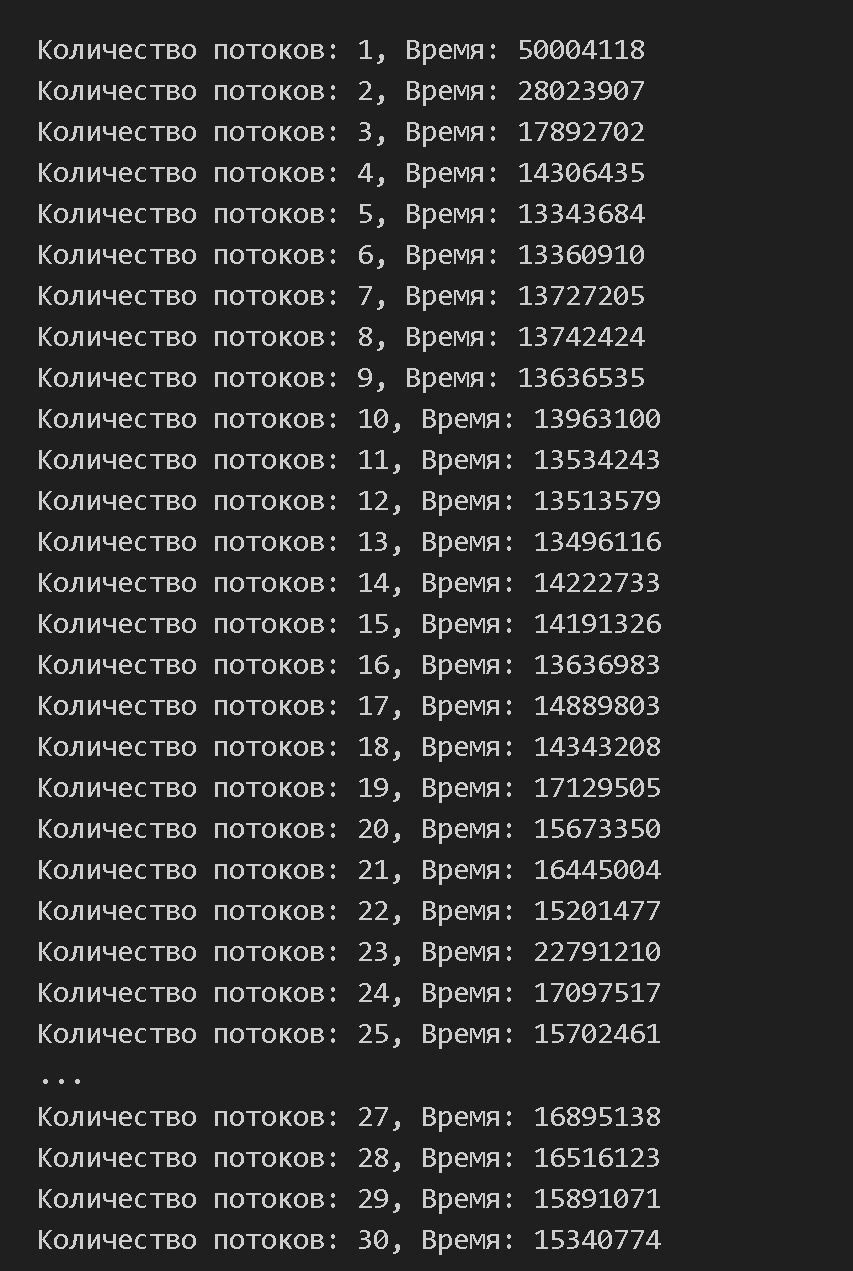 Количество потоков: 1, Время: 50004118
Количество потоков: 2, Время: 28023907
Количество потоков: 3, Время: 17892702
Количество потоков: 4, Время: 14306435
Количество потоков: 5, Время: 13343684
Количество потоков: 6, Время: 13360910
Количество потоков: 7, Время: 13727205
Количество потоков: 8, Время: 13742424
Количество потоков: 9, Время: 13636535
Количество потоков: 10, Время: 13963100
Количество потоков: 11, Время: 13534243
Количество потоков: 12, Время: 13513579
Количество потоков: 13, Время: 13496116
Количество потоков: 14, Время: 14222733
Количество потоков: 15, Время: 14191326
Количество потоков: 16, Время: 13636983
Количество потоков: 17, Время: 14889803
Количество потоков: 18, Время: 14343208
Количество потоков: 19, Время: 17129505
Количество потоков: 20, Время: 15673350
Количество потоков: 21, Время: 16445004
Количество потоков: 22, Время: 15201477
Количество потоков: 23, Время: 22791210
Количество потоков: 24, Время: 17097517
Количество потоков: 25, Время: 15702461
...
Количество потоков: 27, Время: 16895138
Количество потоков: 28, Время: 16516123
Количество потоков: 29, Время: 15891071
Количество потоков: 30, Время: 15340774